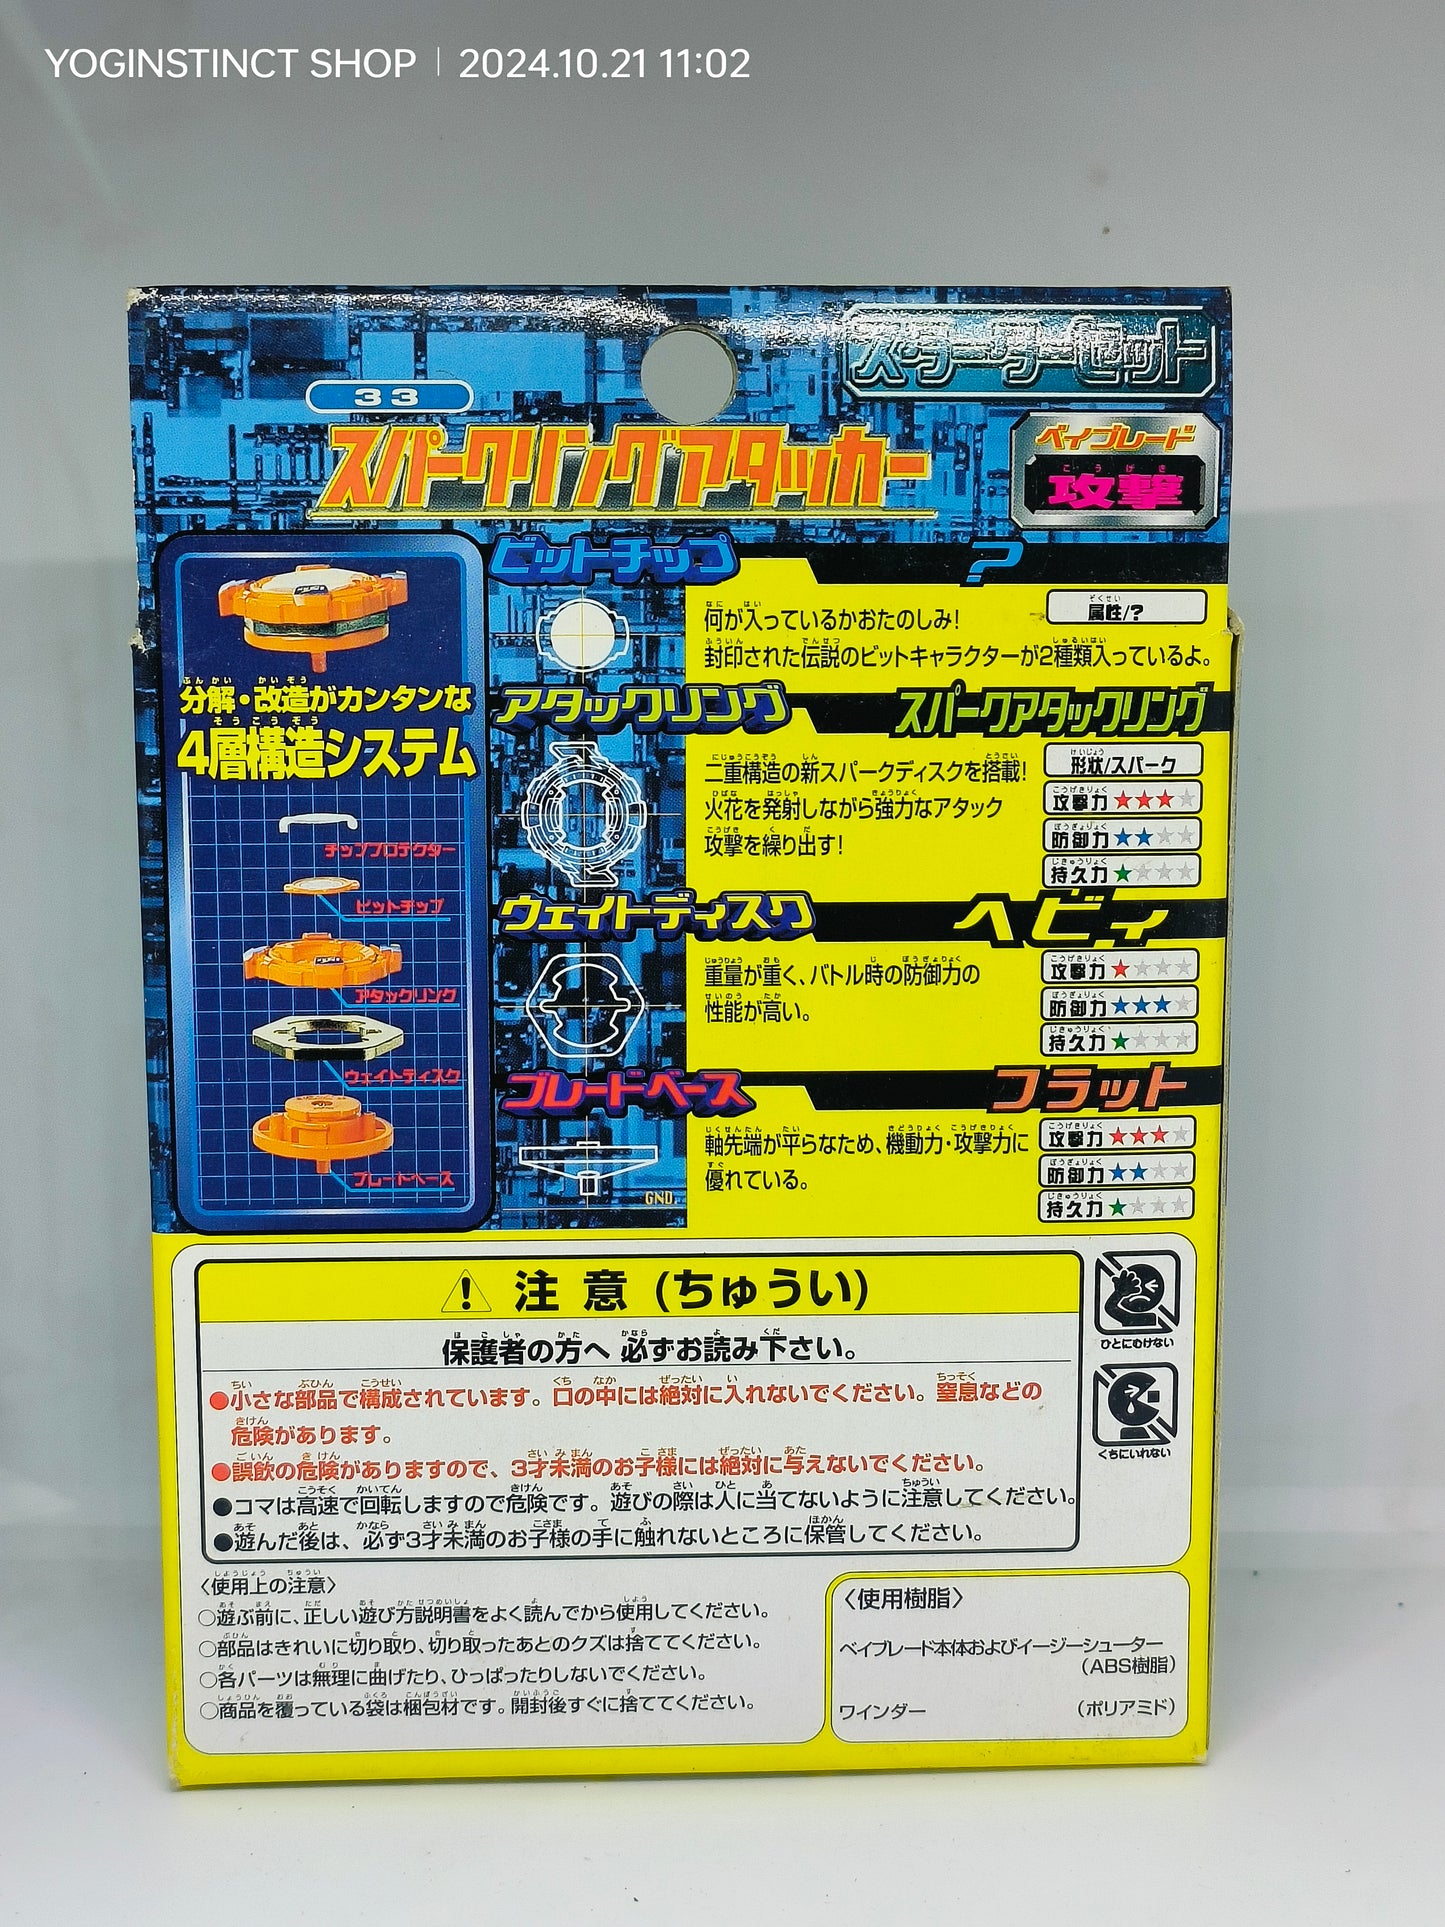 YOGINSTINCT SHOP 2024.10.21 11:02
スターターセット
33
スパークリングアタッカー
ベイブレード
こうげき
攻撃
分解・改造がカンタンな
4層構造システム
チッププロテクター
ビットチップ
アタックリング
ウェイトディスク
ブレードベース
ビットチップ
?
属性/?
何が入っているかおたのしみ!
封印された伝説のビットキャラクターが2種類入っているよ。
アタックリング
スパークアタックリング
二重構造の新スパークディスクを搭載!
火花を発射しながら強力なアタック
攻撃を繰り出す!
形状/スパーク
攻撃力★★★★
防御力★★★★
持久力★★★★
ウェイトディスク
ヘビィ
重量が重く、バトル時の防御力の
性能が高い。
攻撃力★★★★
防御力★★★★
持久力★★★★
ブレードベース
フラット
軸先端が平らなため、機動力・攻撃力に
優れている。
攻撃力★★★★
防御力★★★★
持久力★★★★
GND
注意(ちゅうい)
保護者の方へ 必ずお読み下さい。
●小さな部品で構成されています。口の中には絶対に入れないでください。窒息などの
危険があります。
●誤飲の危険がありますので、3才未満のお子様には絶対に与えないでください。
●コマは高速で回転しますので危険です。遊びの際は人に当てないように注意してください。
●遊んだ後は、必ず3才未満のお子様の手に触れないところに保管してください。
ひとにむけない
くちにいれない
〈使用上の注意〉
○遊ぶ前に、正しい遊び方説明書をよく読んでから使用してください。
○部品はきれいに切り取り、切り取ったあとのクズは捨ててください。
○各パーツは無理に曲げたり、ひっぱったりしないでください。
○商品を覆っている袋は梱包材です。開封後すぐに捨ててください。
〈使用樹脂〉
ベイブレード本体およびイージーシューター
(ABS樹脂)
ワインダー (ポリアミド)